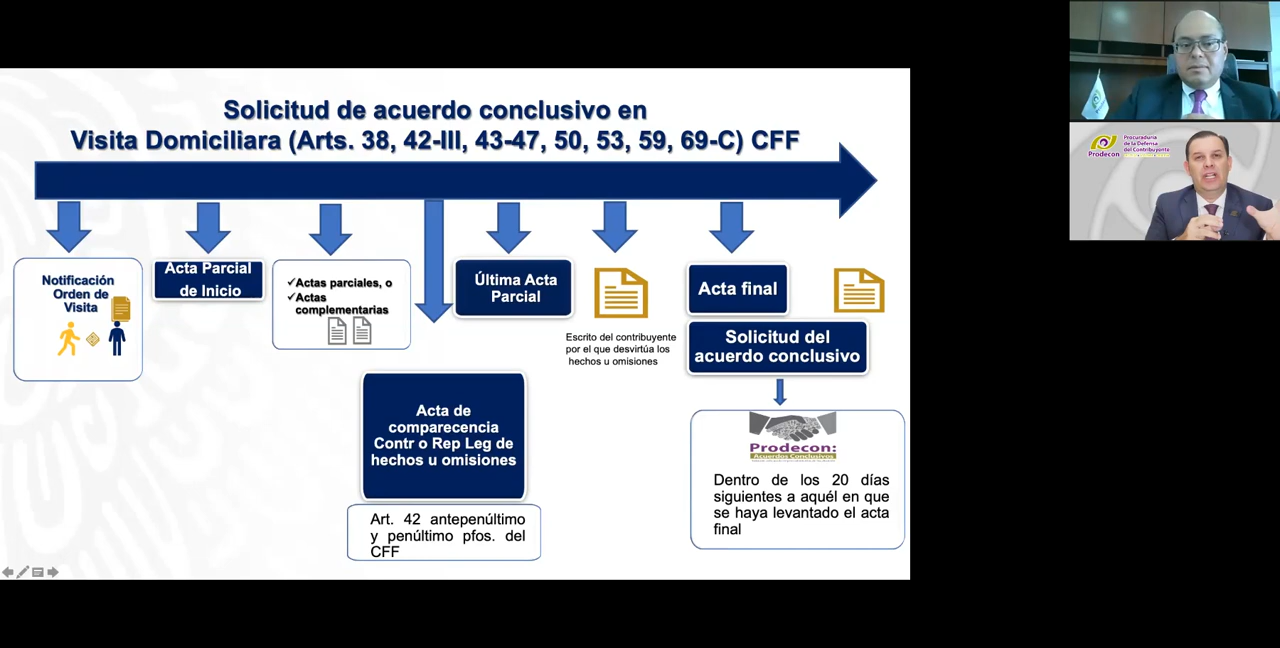 Solicitud de acuerdo conclusivo en
Visita Domiciliara (Arts. 38, 42-III, 43-47, 50, 53, 59, 69-C) CFF
Notificación
Orden de
Visita
Acta Parcial
de Inicio
✓Actas parciales, o
✓Actas
complementarias
Última Acta
Parcial
Escrito del contribuyente
por el que desvirtúa los
hechos u omisiones
Acta final
Solicitud del
acuerdo conclusivo
Acta de
comparecencia
Contr o Rep Leg de
hechos u omisiones
Art. 42 antepenúltimo
y penúltimo pfos. del
CFF
Prodecon:
Acuerdos Conclusivos
Dentro de los 20 días
siguientes a aquél en que
se haya levantado el acta
final
Prodecon
Procuraduría
de la Defensa
del Contribuyente